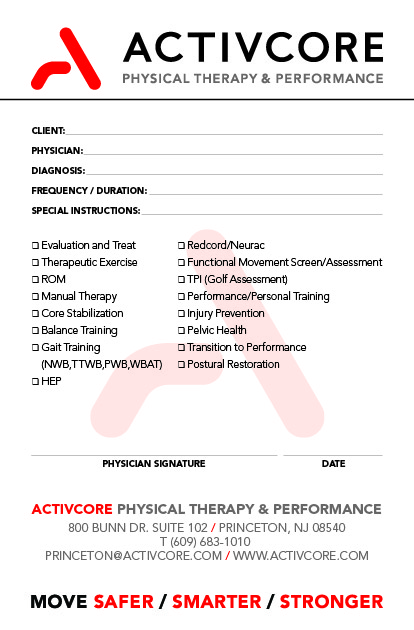 ACTIVCORE
PHYSICAL THERAPY & PERFORMANCE
CLIENT:
PHYSICIAN:
DIAGNOSIS:
FREQUENCY / DURATION:
SPECIAL INSTRUCTIONS:
❏ Evaluation and Treat
❏ Therapeutic Exercise
❏ ROM
❏ Manual Therapy
❏ Core Stabilization
❏ Balance Training
❏ Gait Training
(NWB,TTWB,PWB,WBAT)
❏ HEP
❏ Redcord/Neurac
❏ Functional Movement Screen/Assessment
❏ TPI (Golf Assessment)
❏ Performance/Personal Training
❏ Injury Prevention
❏ Pelvic Health
❏ Transition to Performance
❏ Postural Restoration
PHYSICIAN SIGNATURE
DATE
ACTIVCORE PHYSICAL THERAPY & PERFORMANCE
800 BUNN DR. SUITE 102 / PRINCETON, NJ 08540
T (609) 683-1010
PRINCETON@ACTIVCORE.COM / WWW.ACTIVCORE.COM
MOVE SAFER / SMARTER / STRONGER